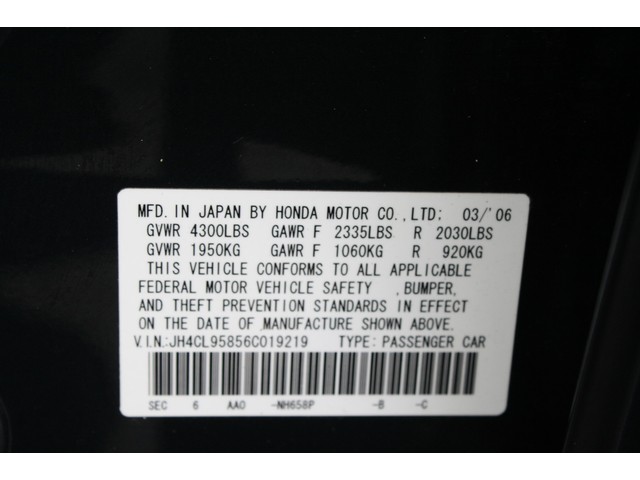 MFD. IN JAPAN BY HONDA MOTOR CO.,LTD: 03/'06
GVWR 4300LBS GAWR F 2335LBS R 2030LBS
GVWR 1950KG GAWR F 1060KG R 920KG
THIS VEHICLE CONFORMS TO ALL APPLICABLE
FEDERAL MOTOR VEHICLE SAFETY ,BUMPER,
AND THEFT PREVENTION STANDARDS IN EFFECT
ON THE DATE OF MANUFACTURE SHOWN ABOVE.
V.I.N.:JH4CL95856C019219 TYPE: PASSENGER CAR
SEC 6 AAO -NH658P -B -C